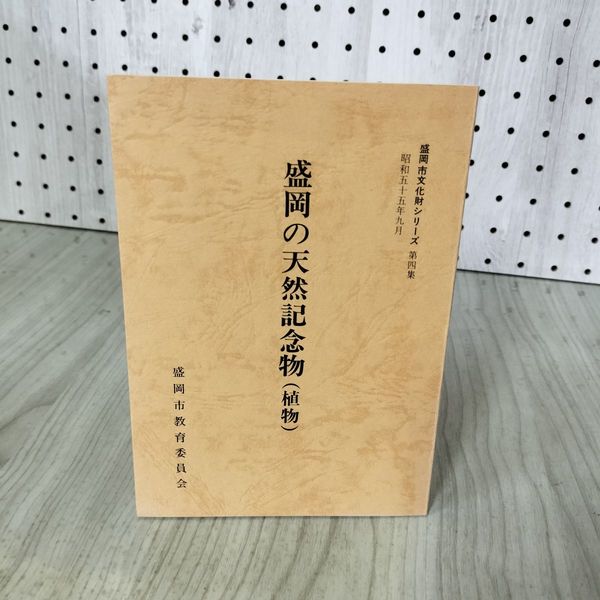 盛岡市文化財シリーズ 第四集
昭和五十五年九月
盛岡の天然記念物(植物)
盛岡市教育委員会